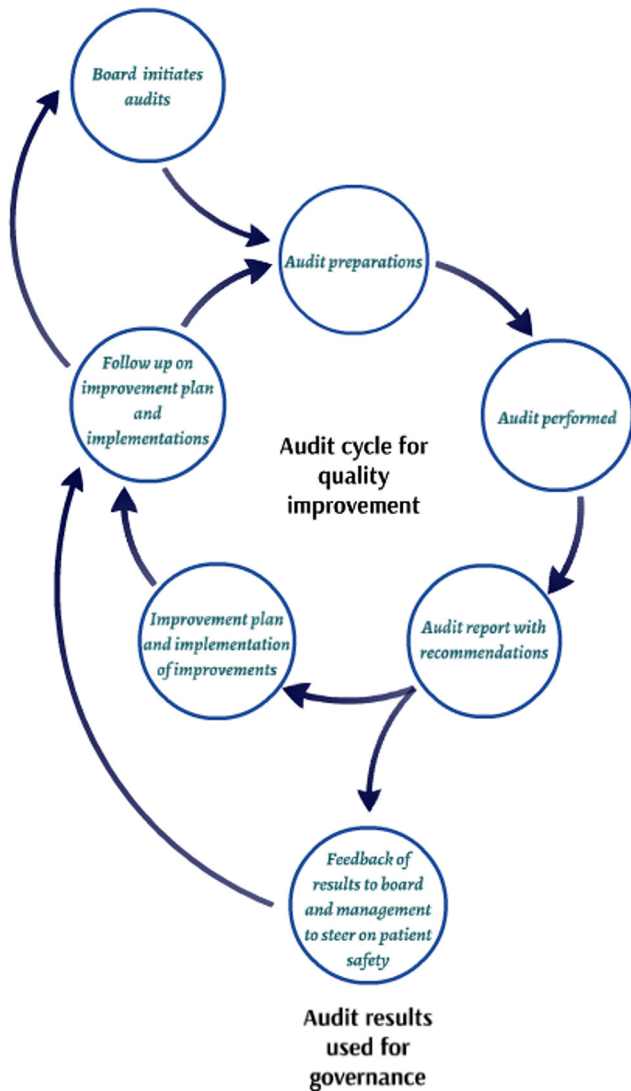 Board initiates
audits
Audit preparations
Audit performed
Follow up on
improvement plan
and
implementations
Audit cycle for
quality
improvement
Improvement plan
and implementation
of improvements
Audit report with
recommendations
Feedback of
results to board
and management
to steer on patient
safety
Audit results
used for
governance